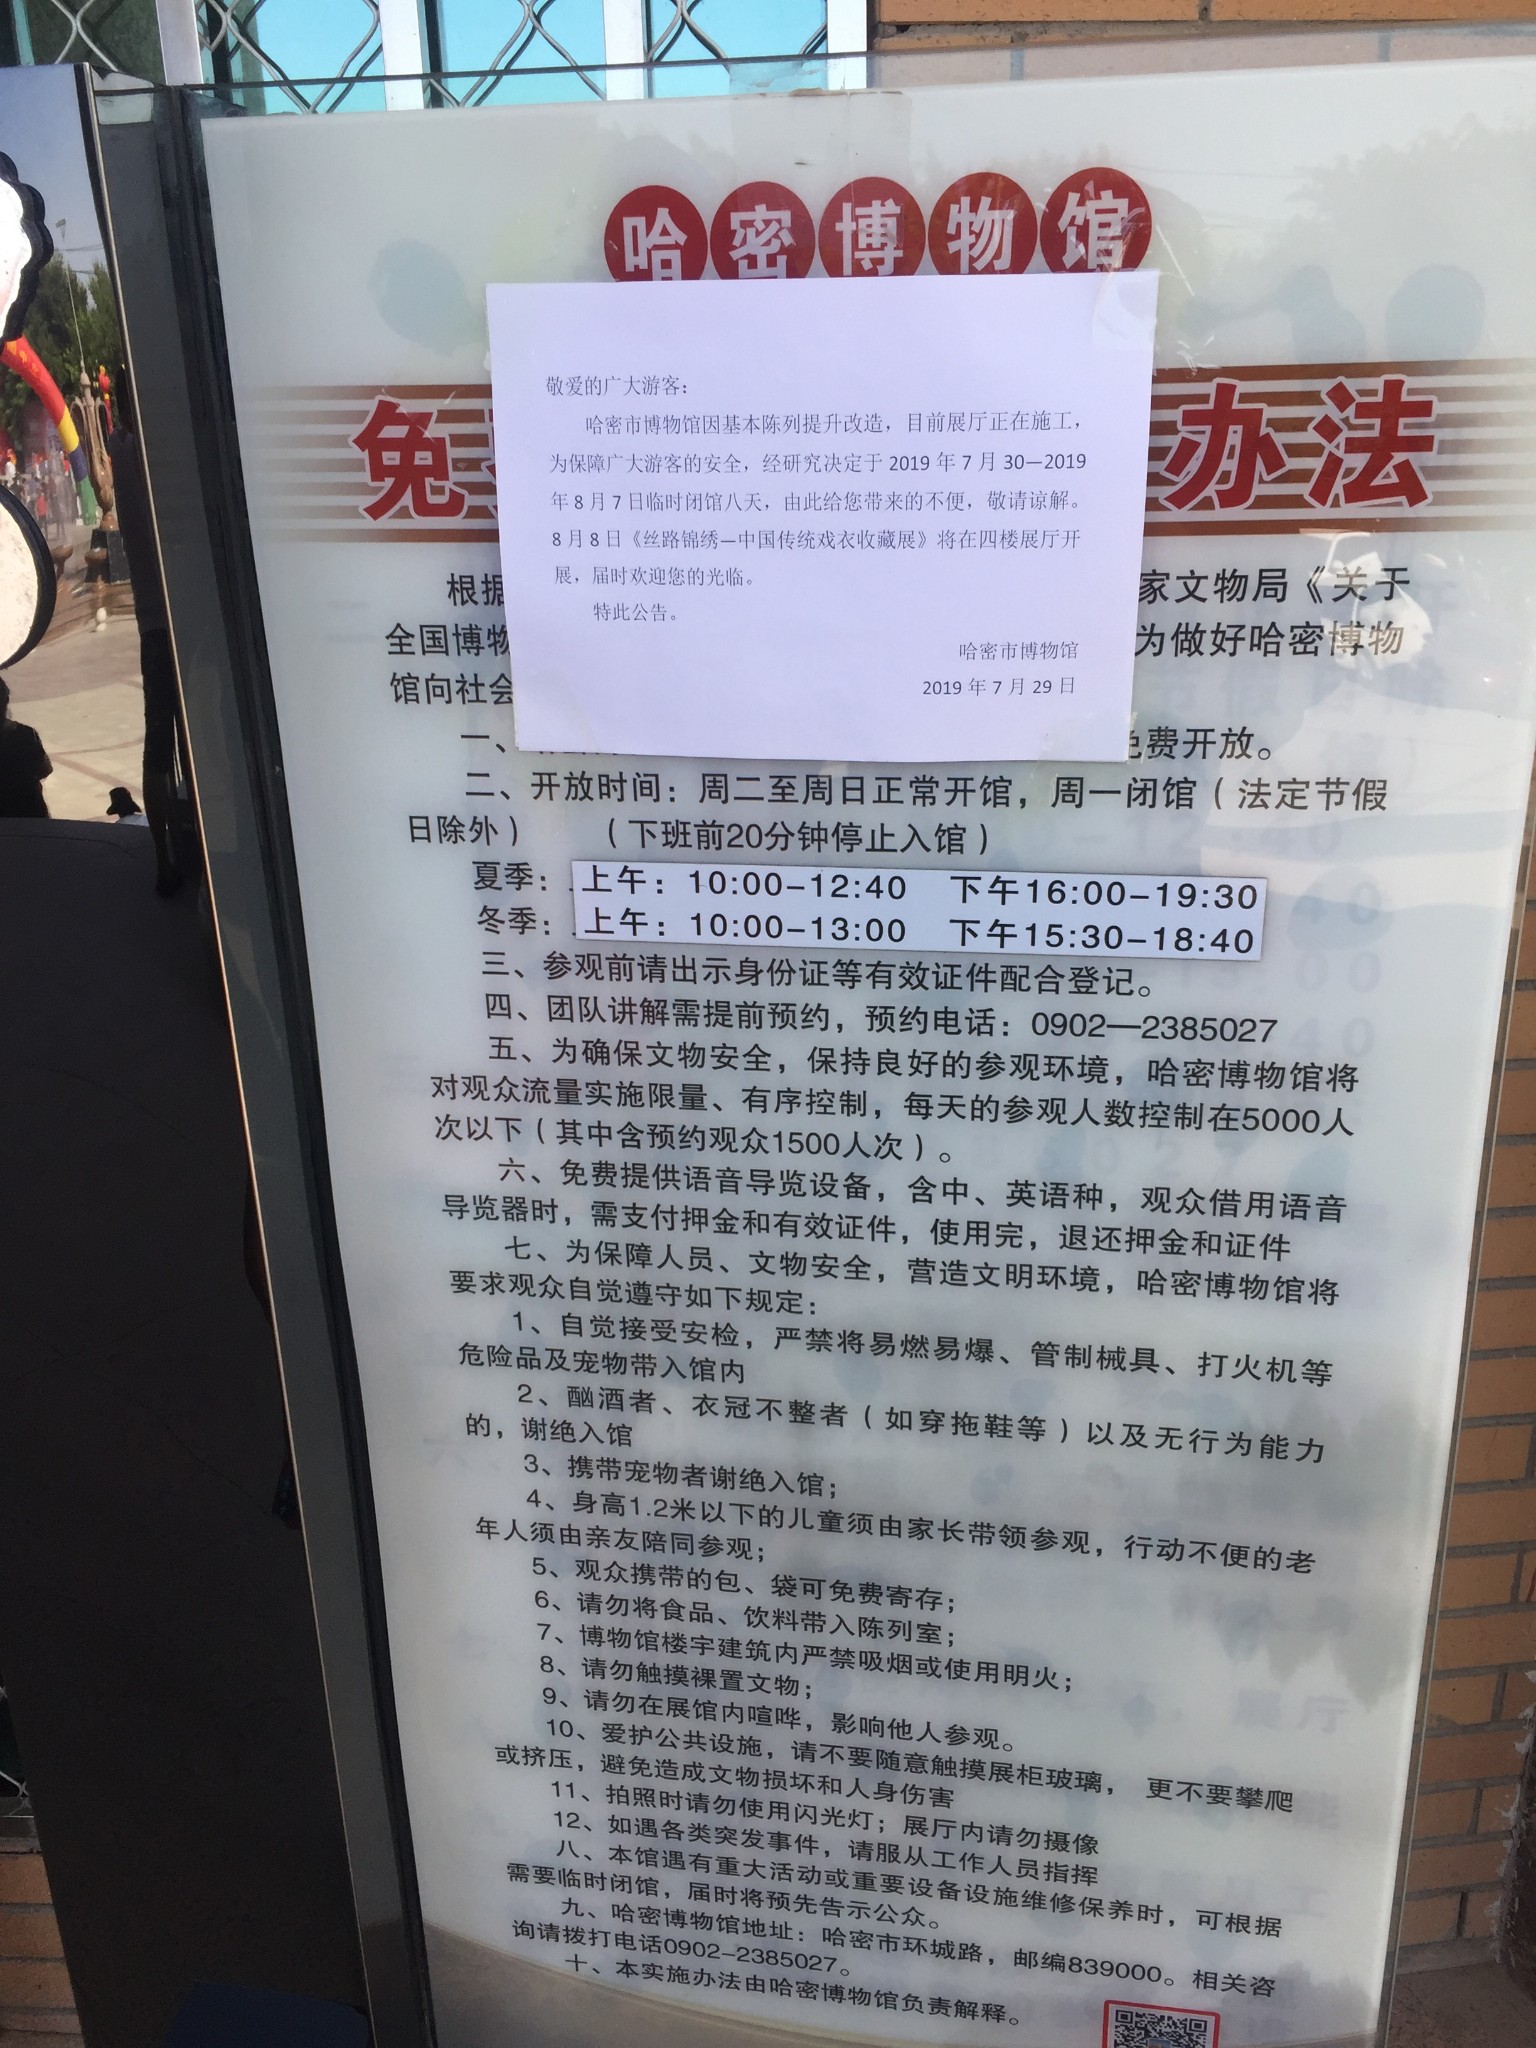 哈密博物馆
免
办法
敬爱的广大游客：
哈密市博物馆因基本陈列提升改造，目前展厅正在施工，
为保障广大游客的安全，经研究决定于 2019 年 7 月 30—2019
年 8 月 7 日临时闭馆八天，由此给您带来的不便，敬请谅解。
8 月 8 日《丝路锦绣—中国传统戏衣收藏展》将在四楼展厅开
展，届时欢迎您的光临。
特此公告。
哈密市博物馆
2019 年 7 月 29 日
根据
家文物局《关于
全国博物
为做好哈密博物
馆向社会
一、
免费开放。
二、开放时间：周二至周日正常开馆，周一闭馆（法定节假
日除外）　（下班前20分钟停止入馆）
夏季：上午：10:00-12:40　下午16:00-19:30
冬季：上午：10:00-13:00　下午15:30-18:40
三、参观前请出示身份证等有效证件配合登记。
四、团队讲解需提前预约，预约电话：0902—2385027
五、为确保文物安全，保持良好的参观环境，哈密博物馆将
对观众流量实施限量、有序控制，每天的参观人数控制在5000人
次以下（其中含预约观众1500人次）。
六、免费提供语音导览设备，含中、英语种，观众借用语音
导览器时，需支付押金和有效证件，使用完，退还押金和证件
七、为保障人员、文物安全，营造文明环境，哈密博物馆将
要求观众自觉遵守如下规定：
1、自觉接受安检，严禁将易燃易爆、管制械具、打火机等
危险品及宠物带入馆内
2、酗酒者、衣冠不整者（如穿拖鞋等）以及无行为能力
的，谢绝入馆
3、携带宠物者谢绝入馆；
4、身高1.2米以下的儿童须由家长带领参观，行动不便的老
年人须由亲友陪同参观；
5、观众携带的包、袋可免费寄存；
6、请勿将食品、饮料带入陈列室；
7、博物馆楼宇建筑内严禁吸烟或使用明火；
8、请勿触摸裸置文物；
9、请勿在展馆内喧哗，影响他人参观。
10、爱护公共设施，请不要随意触摸展柜玻璃， 更不要攀爬
或挤压，避免造成文物损坏和人身伤害
11、拍照时请勿使用闪光灯；展厅内请勿摄像
12、如遇各类突发事件，请服从工作人员指挥
八、本馆遇有重大活动或重要设备设施维修保养时，可根据
需要临时闭馆，届时将预先告示公众。
九、哈密博物馆地址：哈密市环城路，邮编839000。相关咨
询请拨打电话0902-2385027。
十、本实施办法由哈密博物馆负责解释。